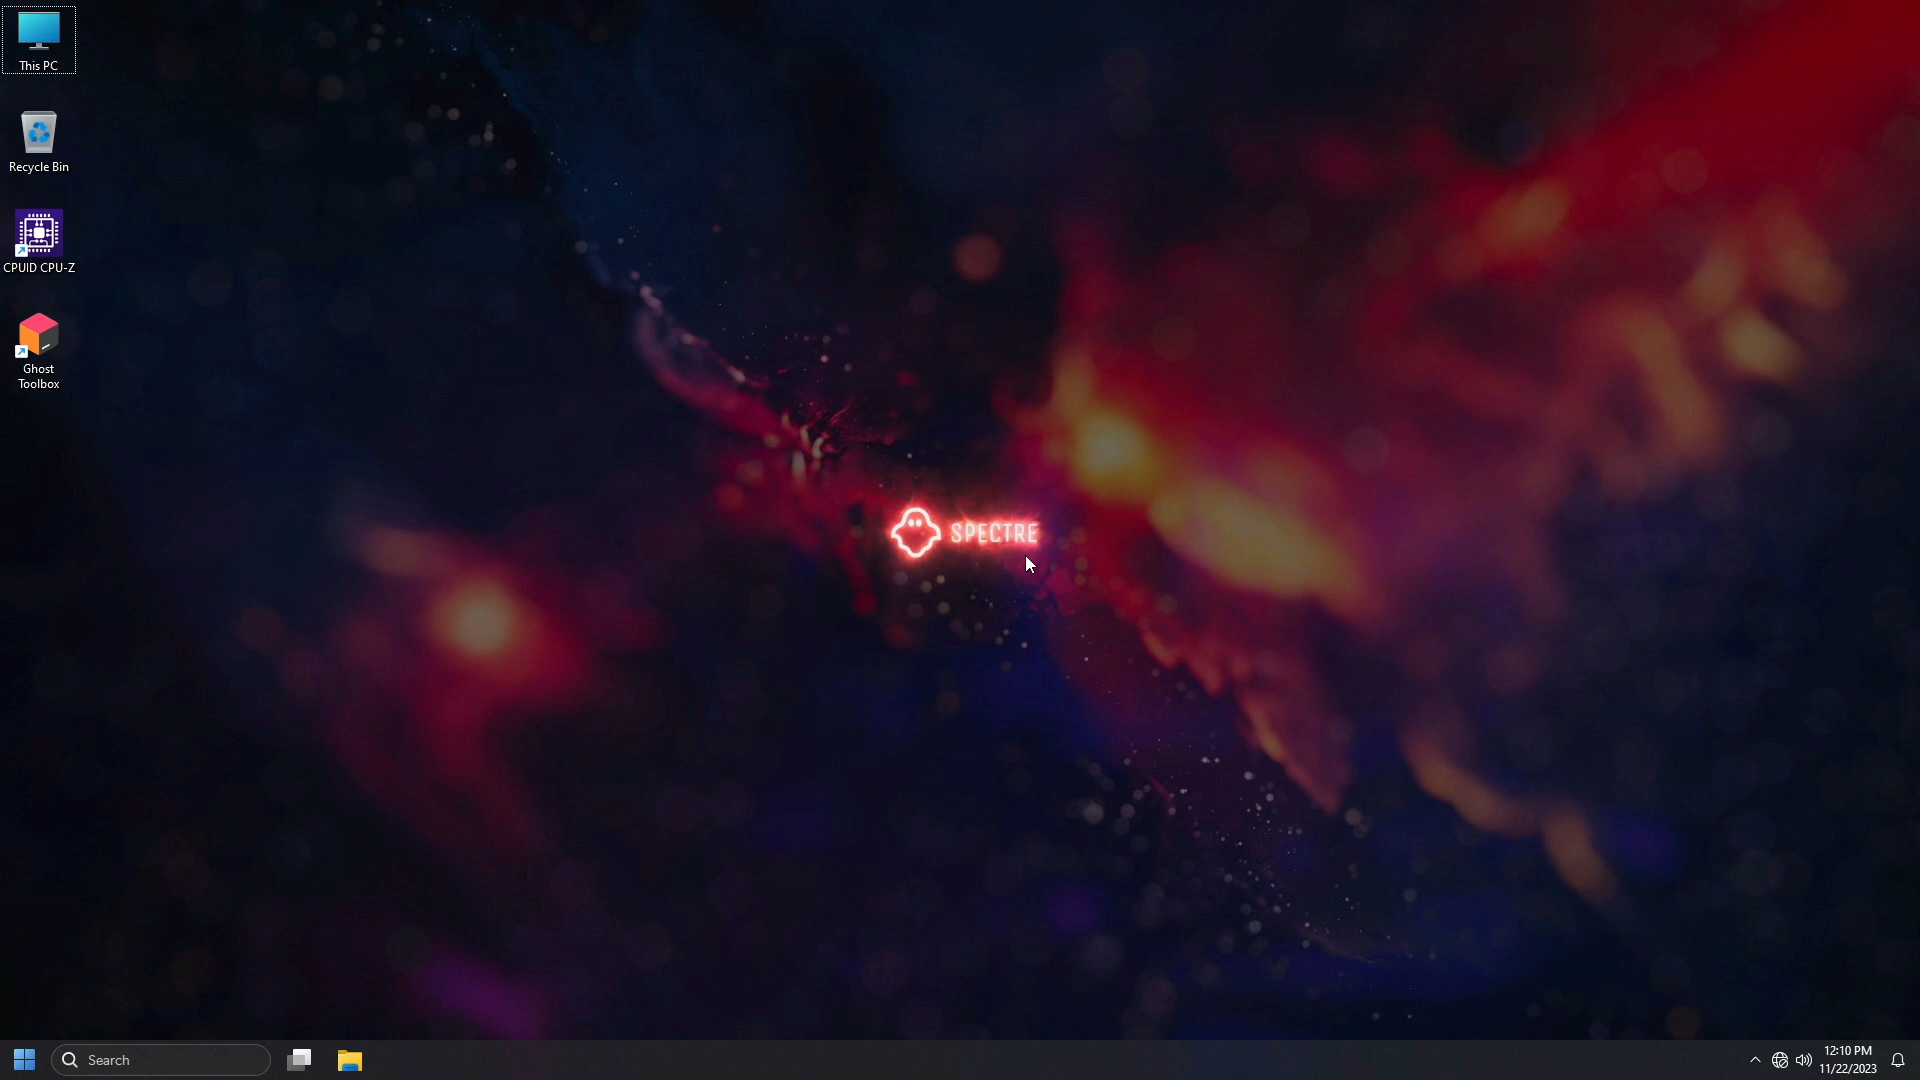 This PC
Recycle Bin
CPUID CPU-Z
Ghost
Toolbox
SPECTRE
Search
12:10 PM
11/22/2023